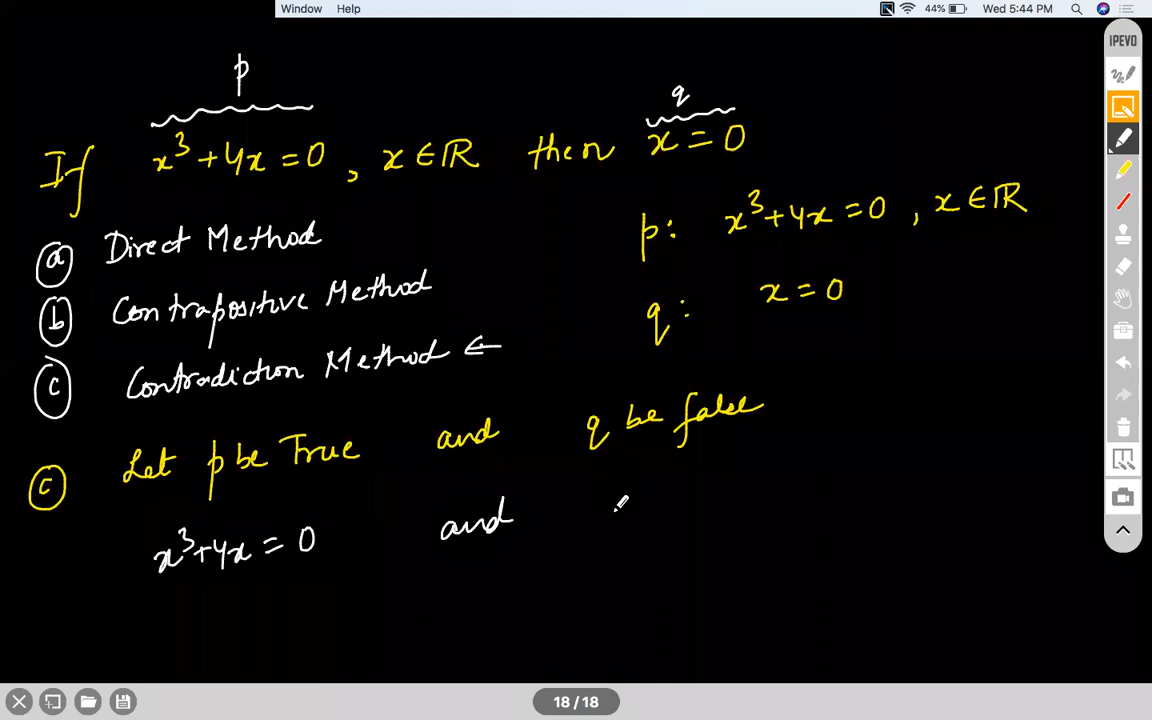 Window Help 44% Wed 5:44 PM
IPEVO
p q
If x³+4x=0, x∈ℝ then x=0
p: x³+4x=0, x∈ℝ
ⓐ Direct Method
q: x=0
ⓑ Contrapositive Method
ⓒ Contradiction Method ←
ⓒ Let p be True and q be false
x³+4x=0 and
18 / 18